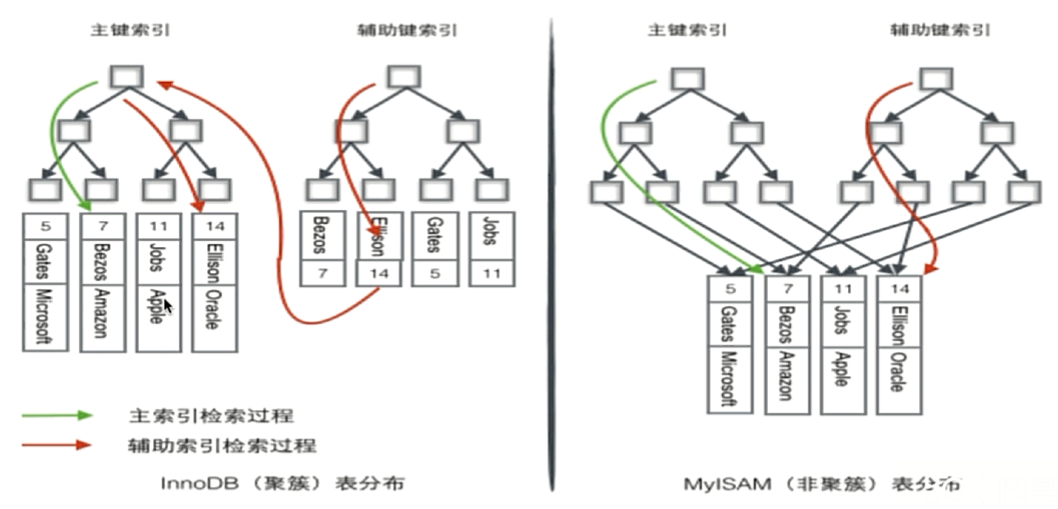 主键索引
辅助键索引
5 Gates Microsoft
7 Bezos Amazon
11 Jobs Apple
14 Ellison Oracle
Bezos 7
Ellison 14
Gates 5
Jobs 11
主索引检索过程
辅助索引检索过程
InnoDB（聚簇）表分布
主键索引
辅助键索引
5 Gates Microsoft
7 Bezos Amazon
11 Jobs Apple
14 Ellison Oracle
MyISAM（非聚簇）表分布